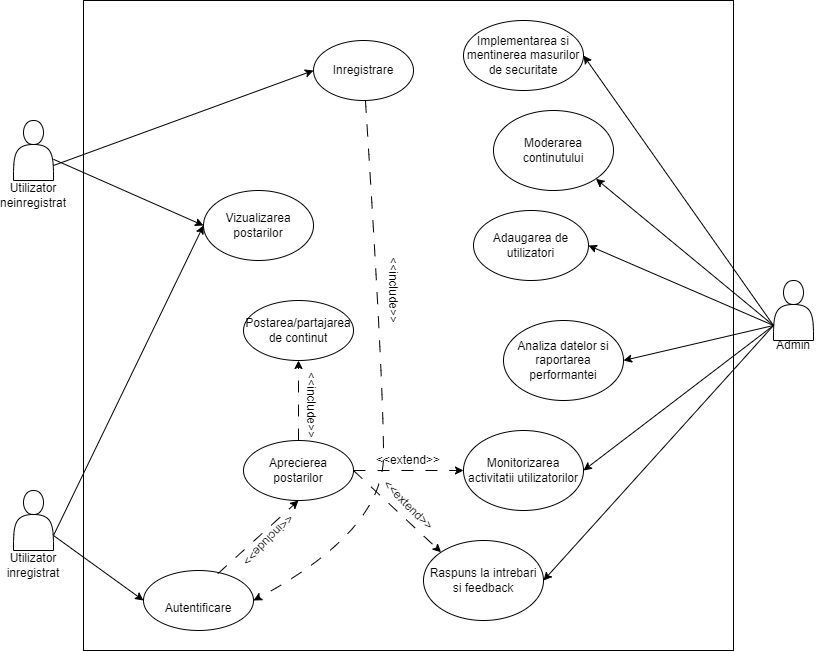 Implementarea si
mentinerea masurilor
de securitate
Inregistrare
Moderarea
continutului
Utilizator
neinregistrat
Vizualizarea
postarilor
Adaugarea de
utilizatori
<<include>>
Postarea/partajarea
de continut
Analiza datelor si
raportarea
performantei
Admin
<<include>>
Aprecierea
postarilor
<<extend>>
Monitorizarea
activitatii utilizatorilor
<<extend>>
<<include>>
Utilizator
inregistrat
Raspuns la intrebari
si feedback
Autentificare